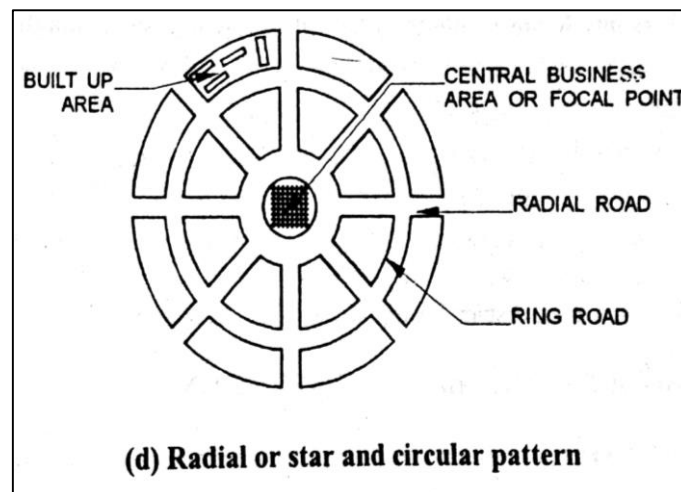 BUILT UP
AREA
CENTRAL BUSINESS
AREA OR FOCAL POINT
RADIAL ROAD
RING ROAD
(d) Radial or star and circular pattern